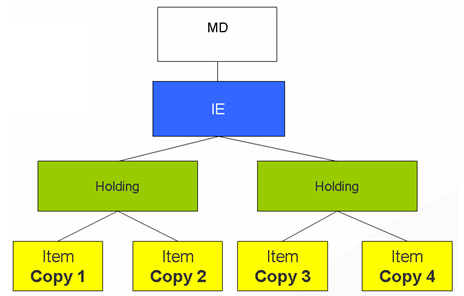 MD
IE
Holding
Holding
Item
Copy 1
Item
Copy 2
Item
Copy 3
Item
Copy 4